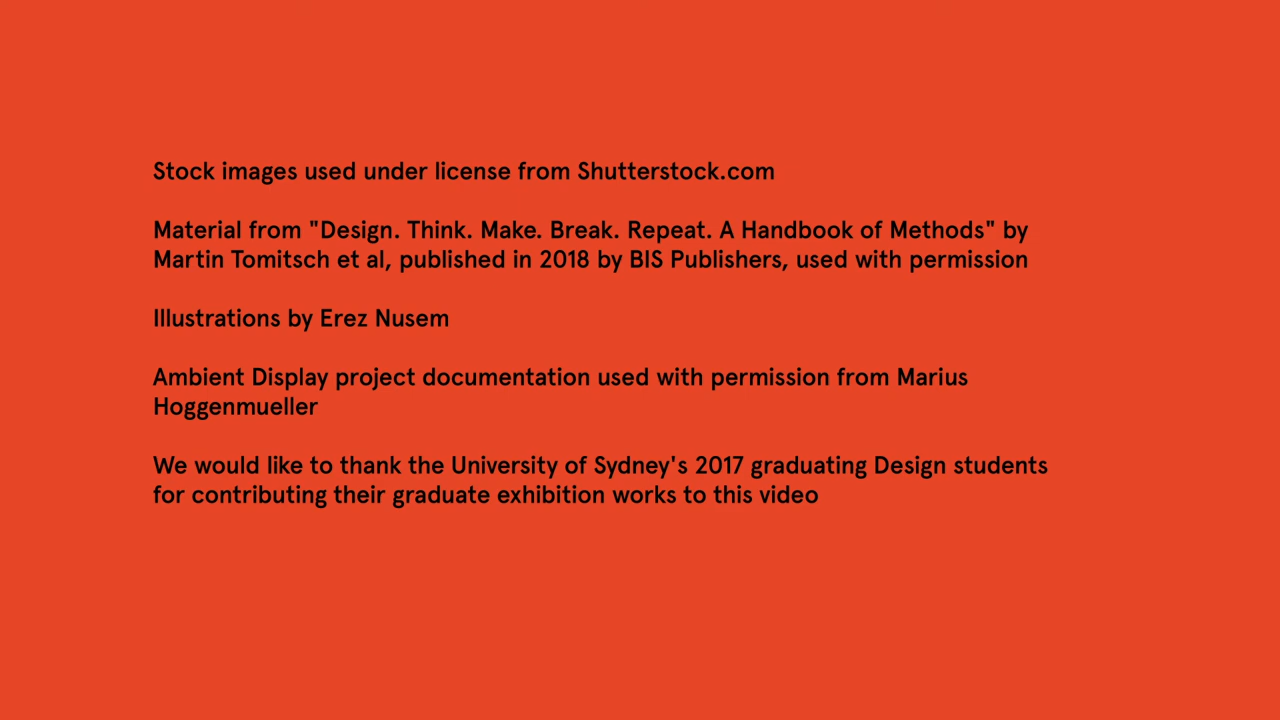 Stock images used under license from Shutterstock.com
Material from "Design. Think. Make. Break. Repeat. A Handbook of Methods" by
Martin Tomitsch et al, published in 2018 by BIS Publishers, used with permission
Illustrations by Erez Nusem
Ambient Display project documentation used with permission from Marius
Hoggenmueller
We would like to thank the University of Sydney's 2017 graduating Design students
for contributing their graduate exhibition works to this video